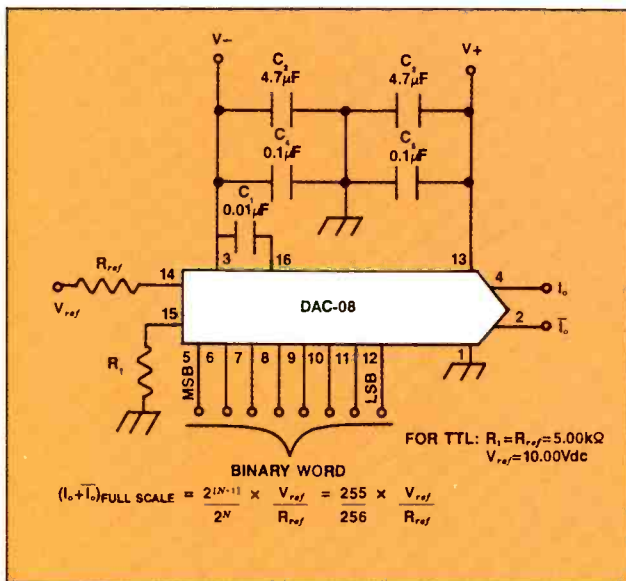 V−
V+
C₂
4.7µF
C₃
4.7µF
C₄
0.1µF
C₅
0.1µF
C₁
0.01µF
3
16
13
14
Rref
Vref
15
R₁
DAC-08
4
Io
2
Īo
1
MSB 5 6 7 8 9 10 11 12 LSB
BINARY WORD
FOR TTL: R₁=Rref=5.00kΩ
Vref=10.00Vdc
(Io+Īo)FULL SCALE = 2[N-1]/2N × Vref/Rref = 255/256 × Vref/Rref